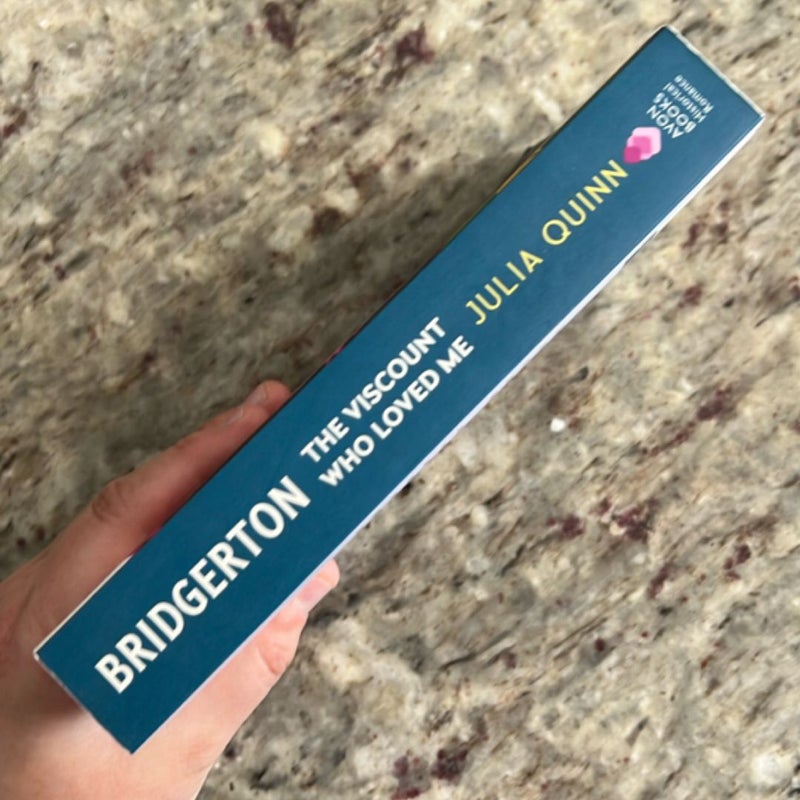 BRIDGERTON
THE VISCOUNT
WHO LOVED ME
JULIA QUINN
AVON
BOOKS
Historical
Romance